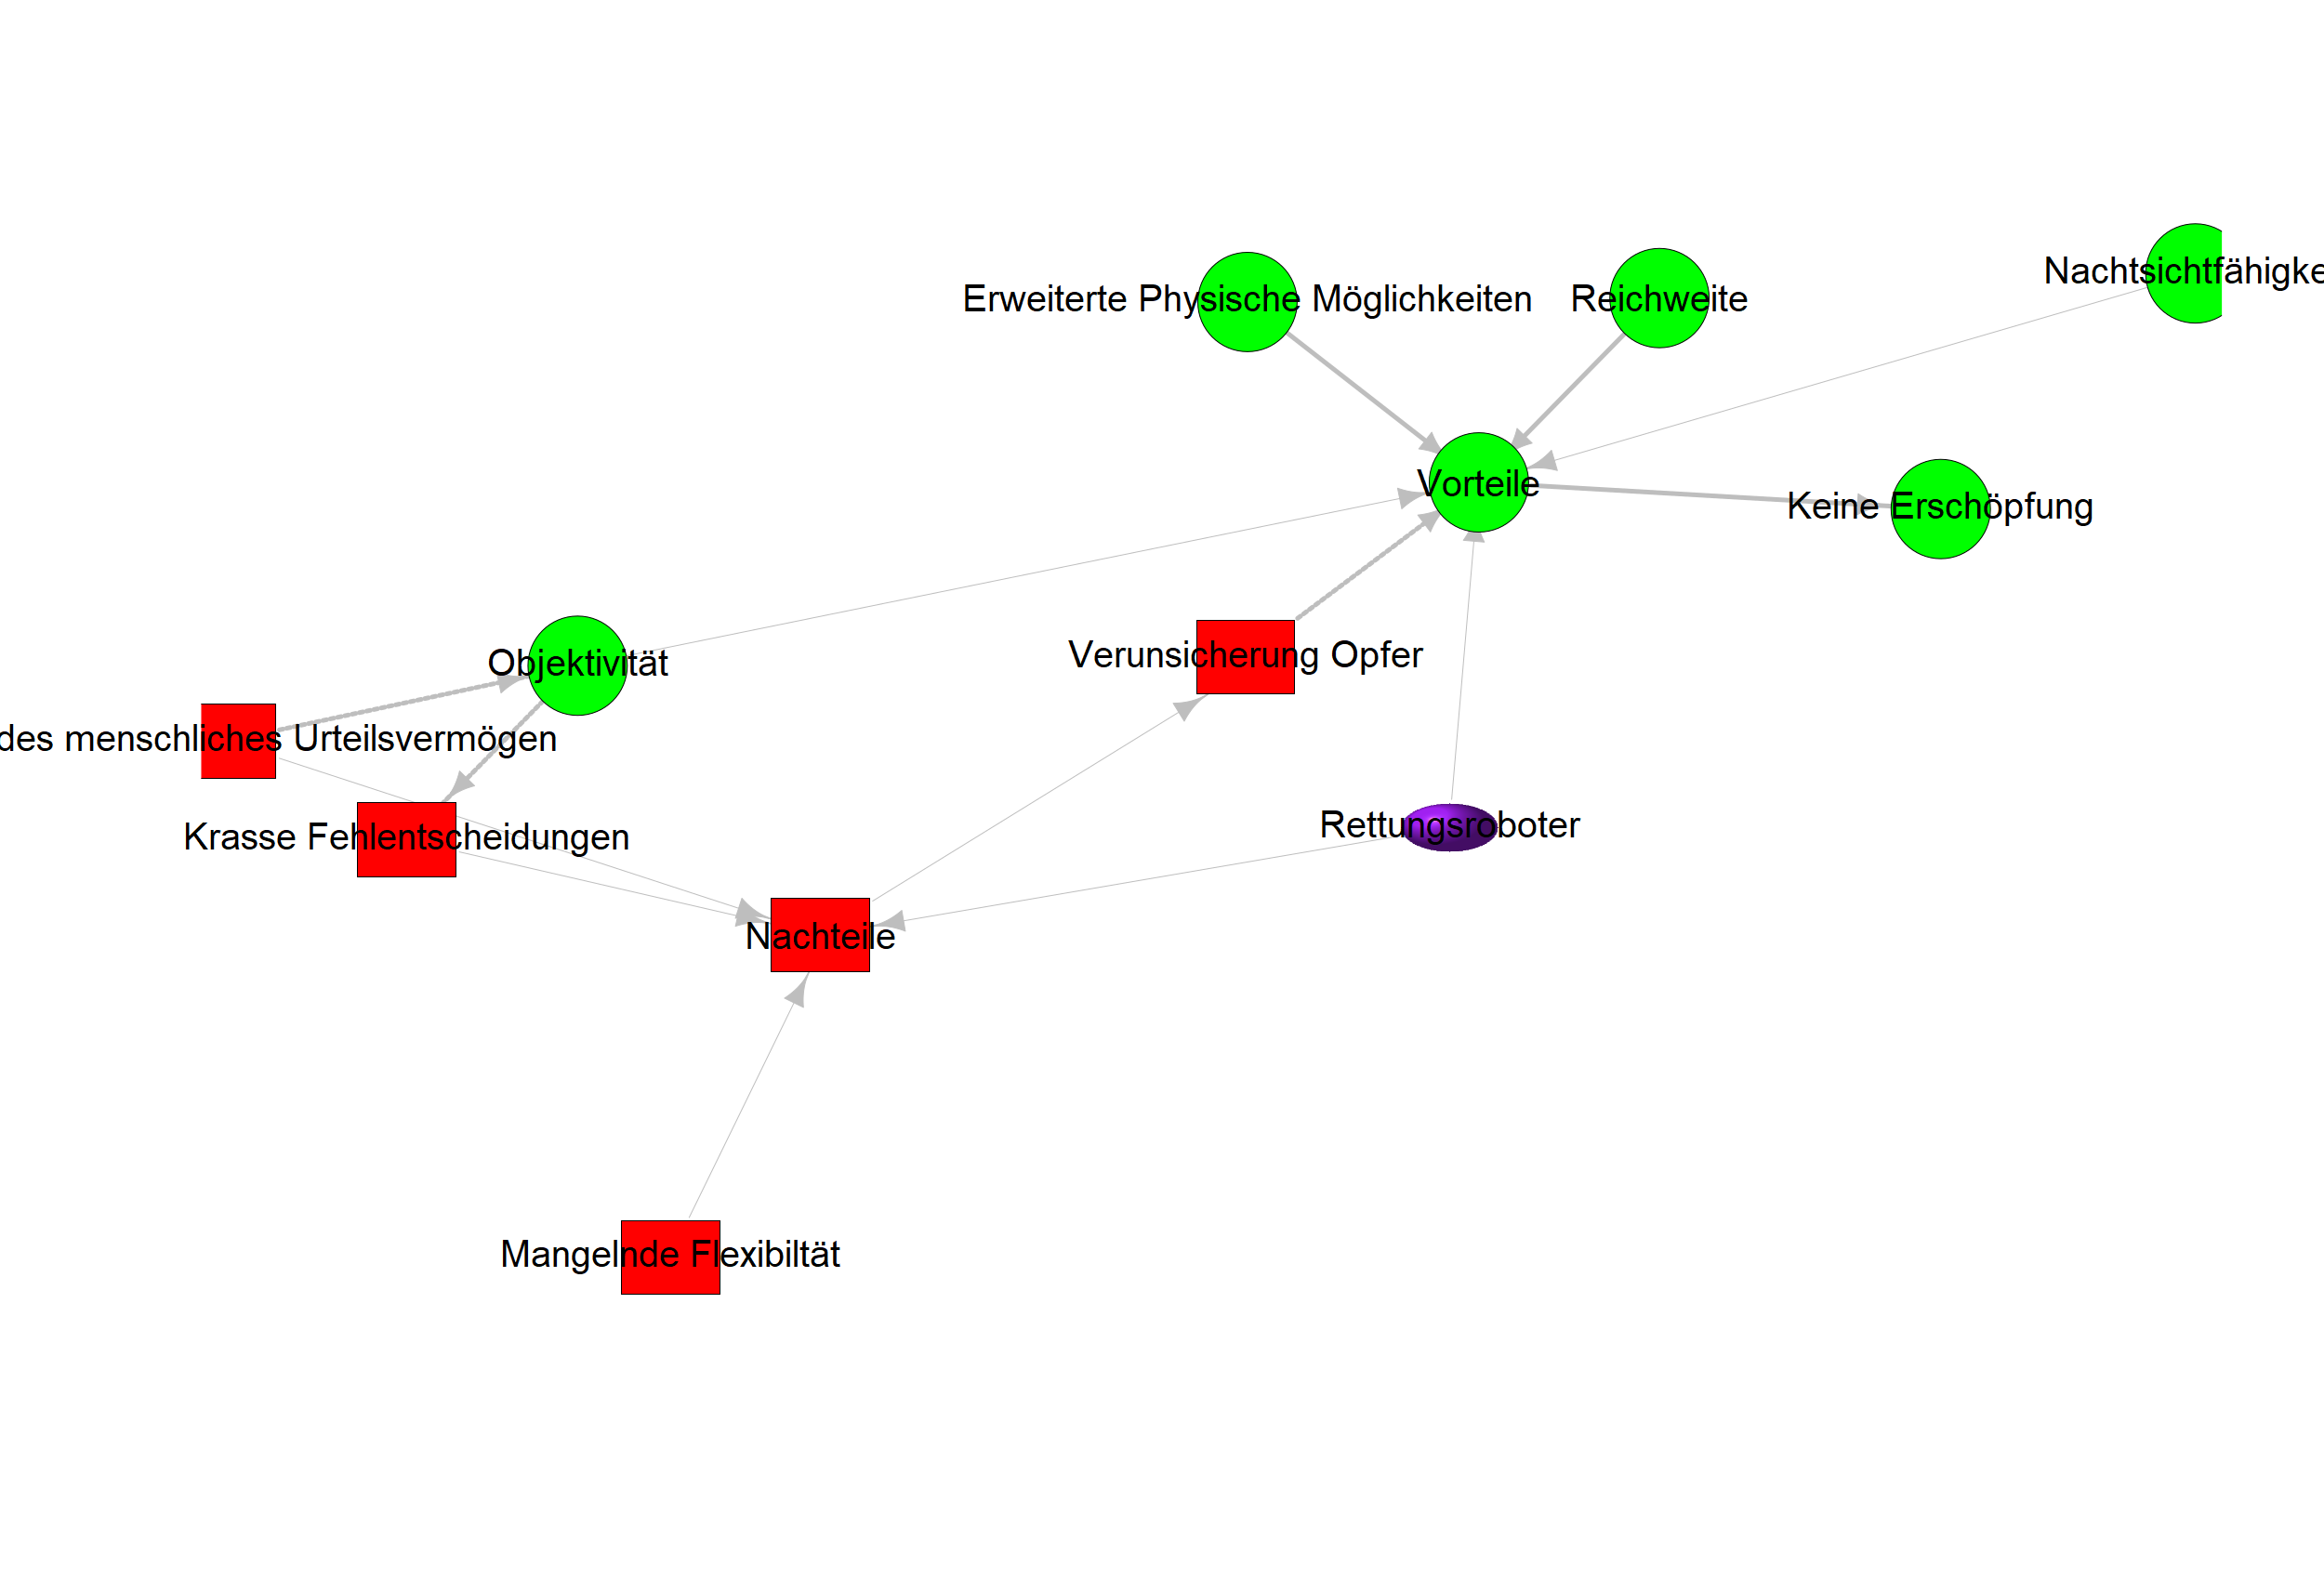 Nachtsichtfähigke
Erweiterte Physische Möglichkeiten
Reichweite
Vorteile
Keine Erschöpfung
Verunsicherung Opfer
Objektivität
des menschliches Urteilsvermögen
Rettungsroboter
Krasse Fehlentscheidungen
Nachteile
Mangelnde Flexibiltät